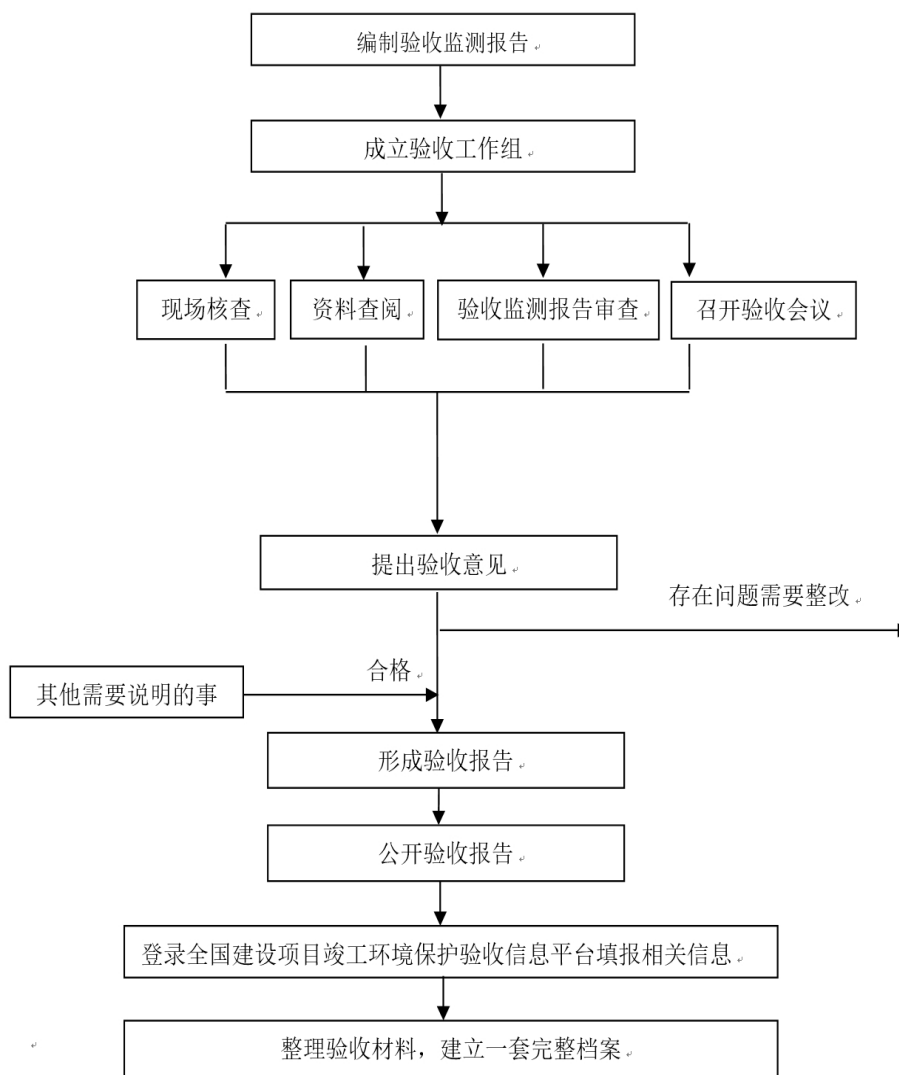 编制验收监测报告
成立验收工作组
现场核查
资料查阅
验收监测报告审查
召开验收会议
提出验收意见
存在问题需要整改
合格
其他需要说明的事
形成验收报告
公开验收报告
登录全国建设项目竣工环境保护验收信息平台填报相关信息
整理验收材料，建立一套完整档案